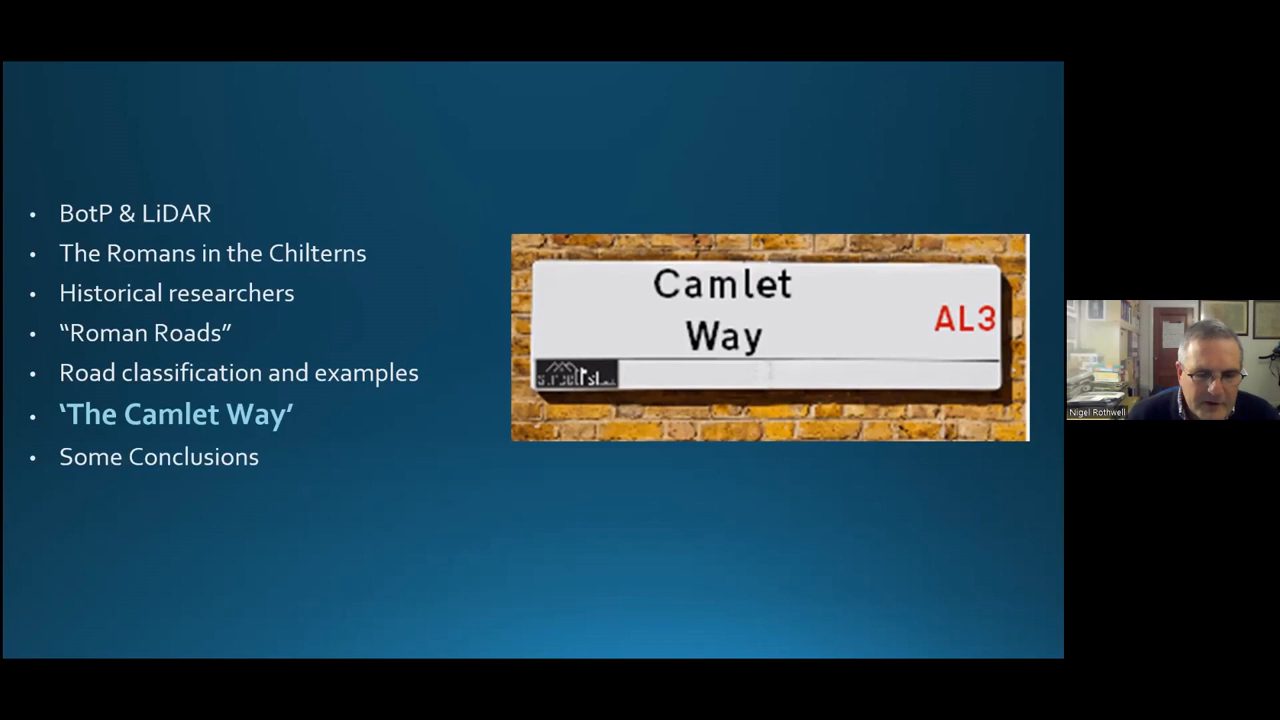 • BotP & LiDAR
• The Romans in the Chilterns
• Historical researchers
• “Roman Roads”
• Road classification and examples
• ‘The Camlet Way’
• Some Conclusions
Camlet
Way
AL3
Nigel Rothwell